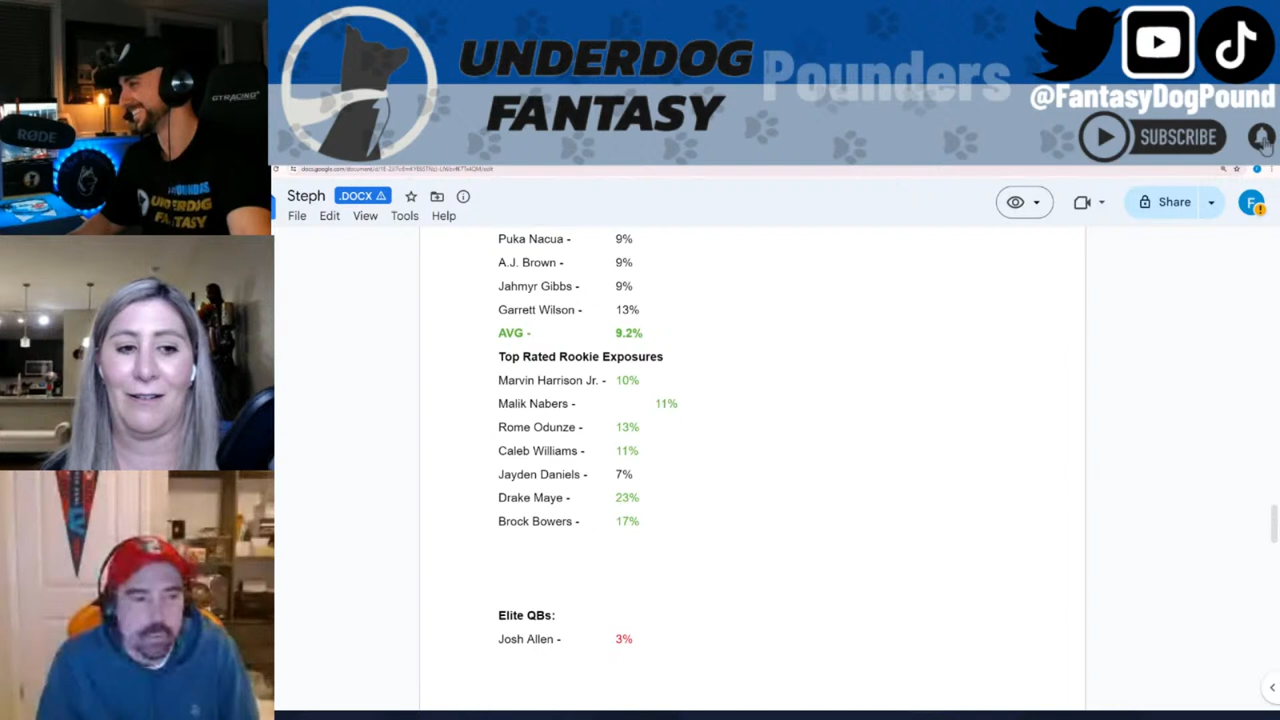 UNDERDOG
FANTASY
Pounders
@FantasyDogPound
SUBSCRIBE
GTRACING
RØDE
UNDERDOG
FANTASY
Steph .DOCX
File Edit View Tools Help
Share
F
Puka Nacua - 9%
A.J. Brown - 9%
Jahmyr Gibbs - 9%
Garrett Wilson - 13%
AVG - 9.2%
Top Rated Rookie Exposures
Marvin Harrison Jr. - 10%
Malik Nabers - 11%
Rome Odunze - 13%
Caleb Williams - 11%
Jayden Daniels - 7%
Drake Maye - 23%
Brock Bowers - 17%
Elite QBs:
Josh Allen - 3%